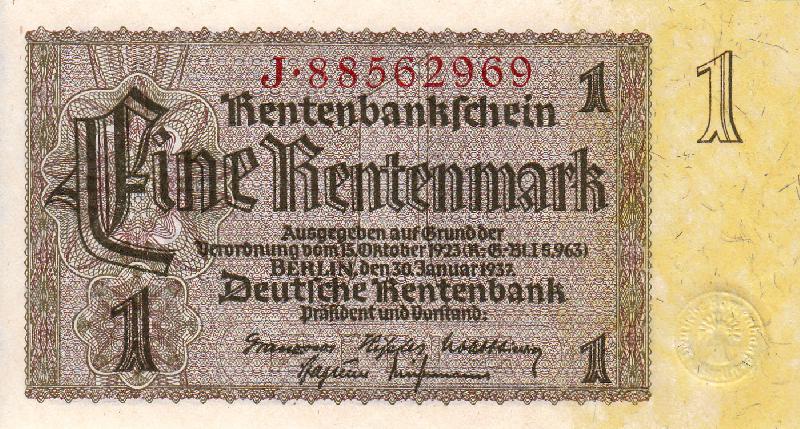 J·88562969
1
1
Rentenbankschein
Eine Rentenmark
Ausgegeben auf Grund der
Verordnung vom 15. Oktober 1923 (R.-G.-Bl. I S. 963)
BERLIN, den 30. Januar 1937.
Deutsche Rentenbank
Präsident und Vorstand:
1
1